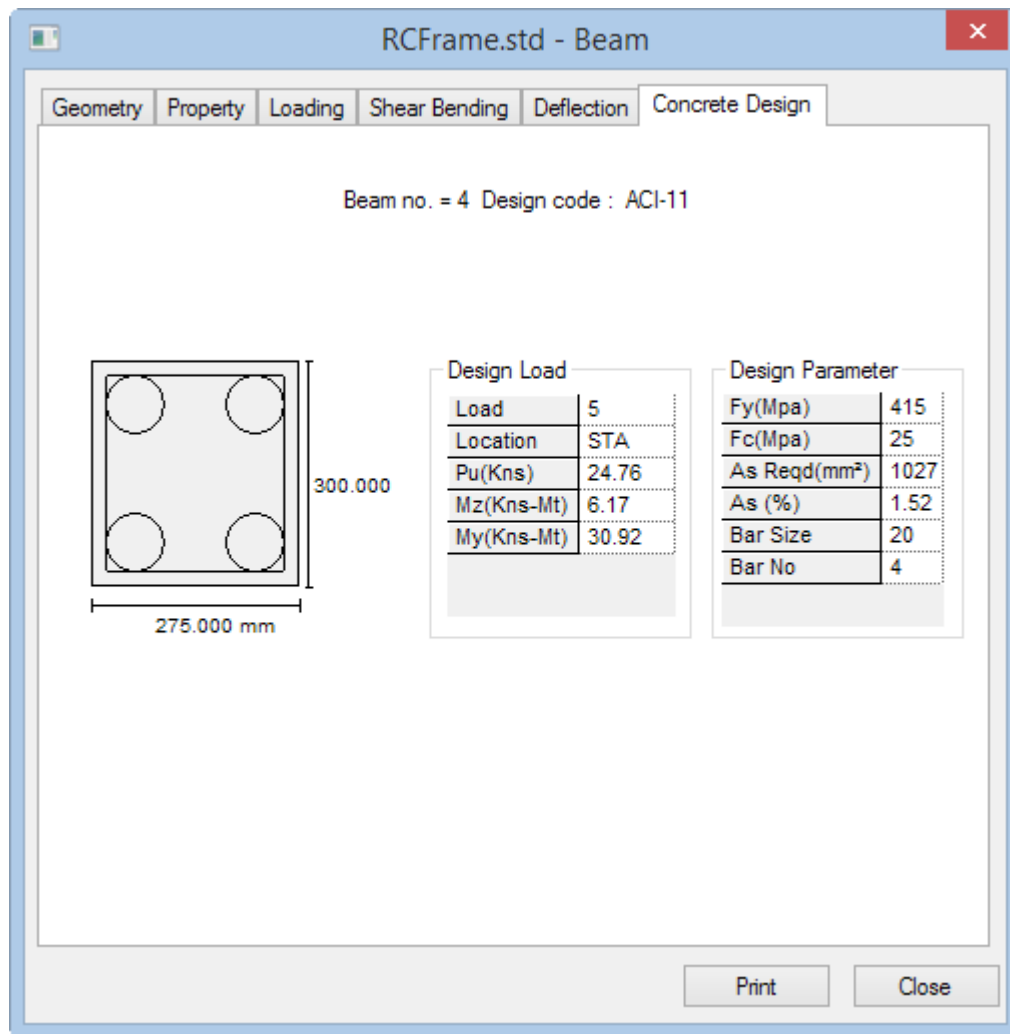 RCFrame.std - Beam
Geometry Property Loading Shear Bending Deflection Concrete Design
Beam no. = 4 Design code : ACI-11
300.000
275.000 mm
Design Load
Load 5
Location STA
Pu(Kns) 24.76
Mz(Kns-Mt) 6.17
My(Kns-Mt) 30.92
Design Parameter
Fy(Mpa) 415
Fc(Mpa) 25
As Reqd(mm²) 1027
As (%) 1.52
Bar Size 20
Bar No 4
Print Close